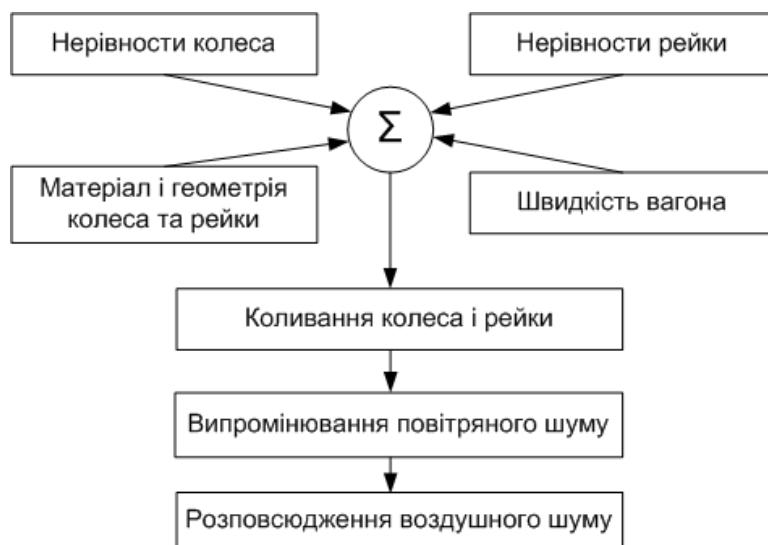 Нерівности колеса
Нерівности рейки
Σ
Матеріал і геометрія
колеса та рейки
Швидкість вагона
Коливання колеса і рейки
Випромінювання повітряного шуму
Розповсюдження воздушного шуму